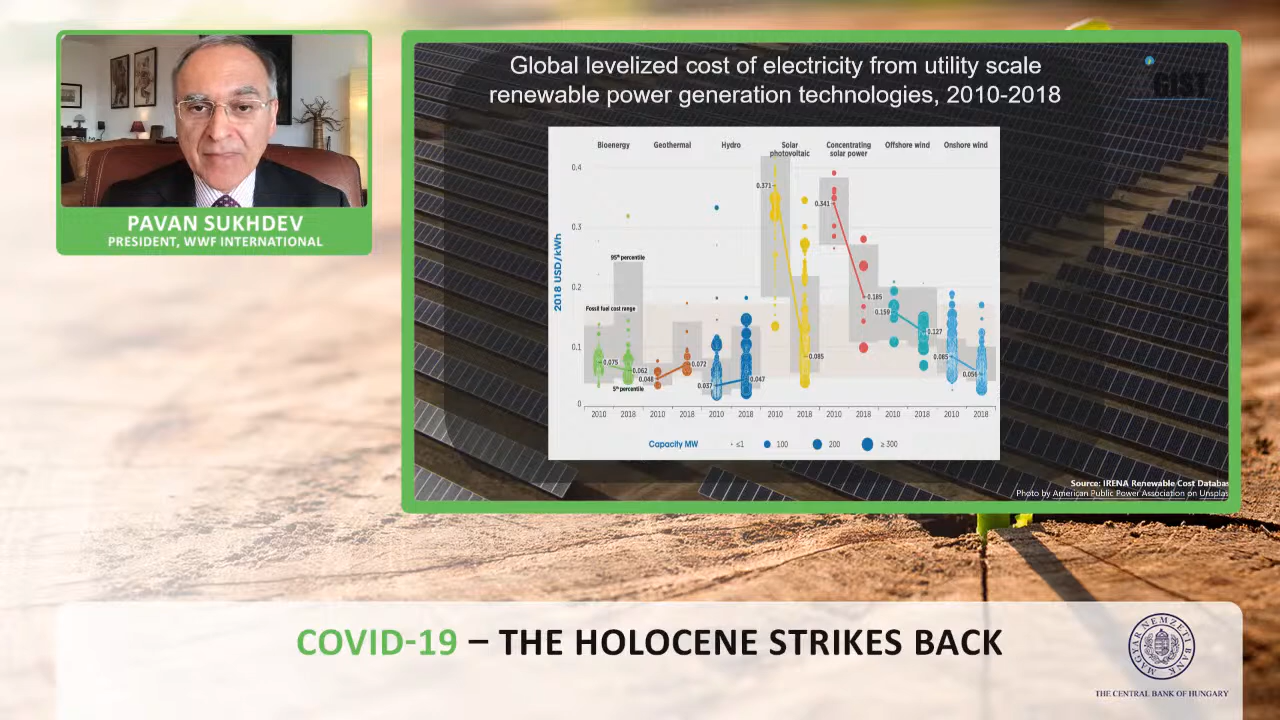 PAVAN SUKHDEV
PRESIDENT, WWF INTERNATIONAL
Global levelized cost of electricity from utility scale
renewable power generation technologies, 2010-2018
GIST
Bioenergy Geothermal Hydro Solar photovoltaic Concentrating solar power Offshore wind Onshore wind
2018 USD/kWh
0.4
0.3
0.2
0.1
0
95th percentile
Fossil fuel cost range
5th percentile
0.075
0.062
0.048
0.072
0.037
0.047
0.371
0.085
0.341
0.185
0.159
0.127
0.085
0.056
2010 2018 2010 2018 2010 2018 2010 2018 2010 2018 2010 2018 2010 2018
Capacity MW ≤1 100 200 ≥ 300
Source: IRENA Renewable Cost Databas
Photo by American Public Power Association on Unsplas
COVID-19 – THE HOLOCENE STRIKES BACK
MAGYAR NEMZETI BANK
THE CENTRAL BANK OF HUNGARY